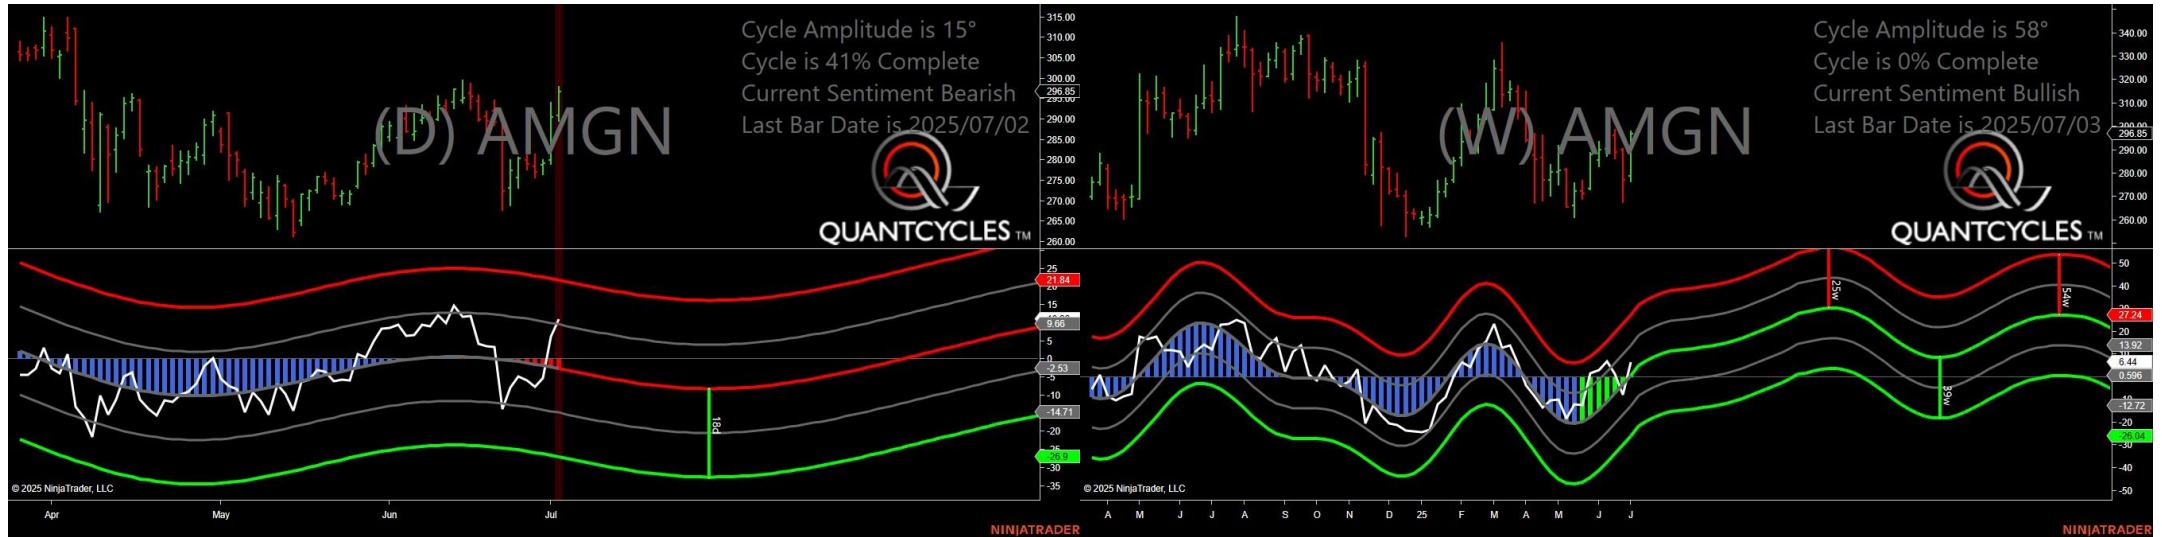 Cycle Amplitude is 15°
Cycle is 41% Complete
Current Sentiment Bearish
Last Bar Date is 2025/07/02
(D) AMGN
QUANTCYCLES TM
315.00
310.00
305.00
300.00
296.85
295.00
290.00
285.00
280.00
275.00
270.00
265.00
260.00
25
21.84
20
15
9.66
5
0
-2.53
-5
-10
-14.71
-20
-25
-26.9
-30
-35
18d
© 2025 NinjaTrader, LLC
Apr May Jun Jul
NINJATRADER
Cycle Amplitude is 58°
Cycle is 0% Complete
Current Sentiment Bullish
Last Bar Date is 2025/07/03
(W) AMGN
QUANTCYCLES TM
340.00
330.00
320.00
310.00
300.00
296.85
290.00
280.00
270.00
260.00
50
40
30
27.24
20
13.92
6.44
0.596
-12.72
-20
-26.04
-30
-40
-50
25w
39w
54w
© 2025 NinjaTrader, LLC
A M J J A S O N D 25 F M A M J J
NINJATRADER